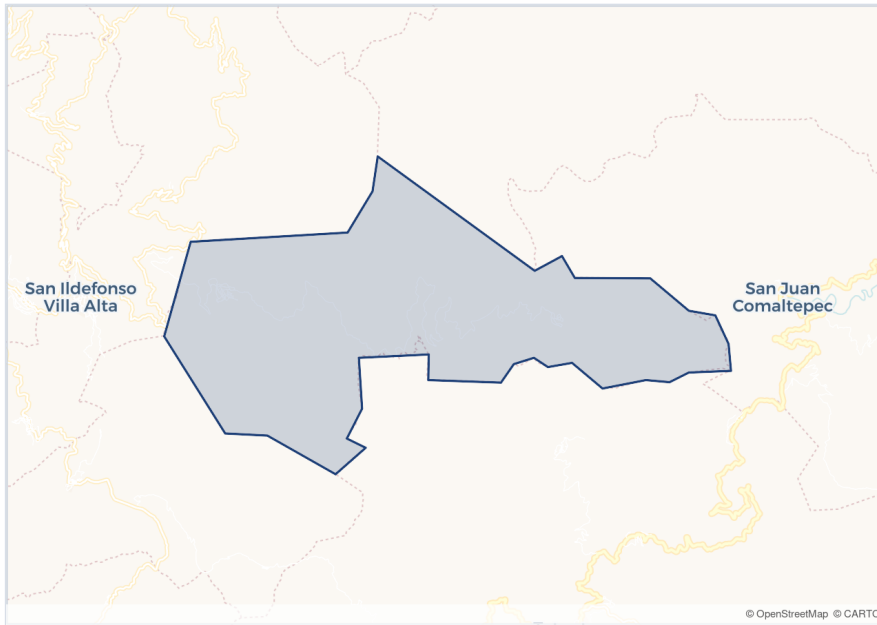 San Ildefonso
Villa Alta
San Juan
Comaltepec
© OpenStreetMap © CARTO